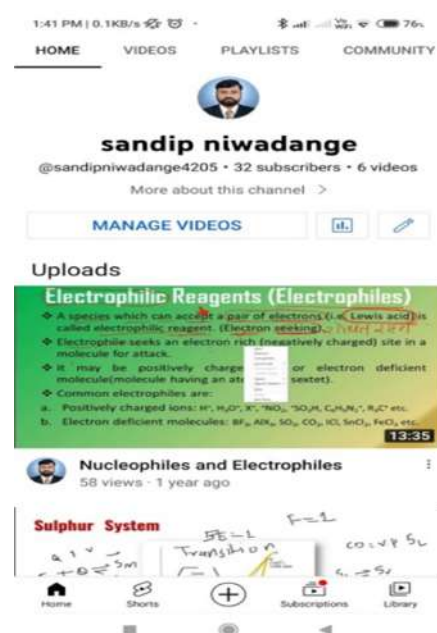 1:41 PM | 0.1KB/s
76
HOME VIDEOS PLAYLISTS COMMUNITY
sandip niwadange
@sandipniwadange4205 • 32 subscribers • 6 videos
More about this channel >
MANAGE VIDEOS
Uploads
Electrophilic Reagents (Electrophiles)
A species which can accept a pair of electrons (i.e. Lewis acid) is
called electrophilic reagent. (Electron seeking)
Electrophile seeks an electron rich (negatively charged) site in a
molecule for attack.
It may be positively charge or electron deficient
molecule(molecule having an sextet).
Common electrophiles are:
a. Positively charged ions: etc.
b. Electron deficient molecules: BF₃, AlX₃, SO₃, CO₂, ICl, SnCl₂, FeCl₃ etc.
13:35
Nucleophiles and Electrophiles
58 views · 1 year ago
Sulphur System
F=1
Transition
Home Shorts Subscriptions Library